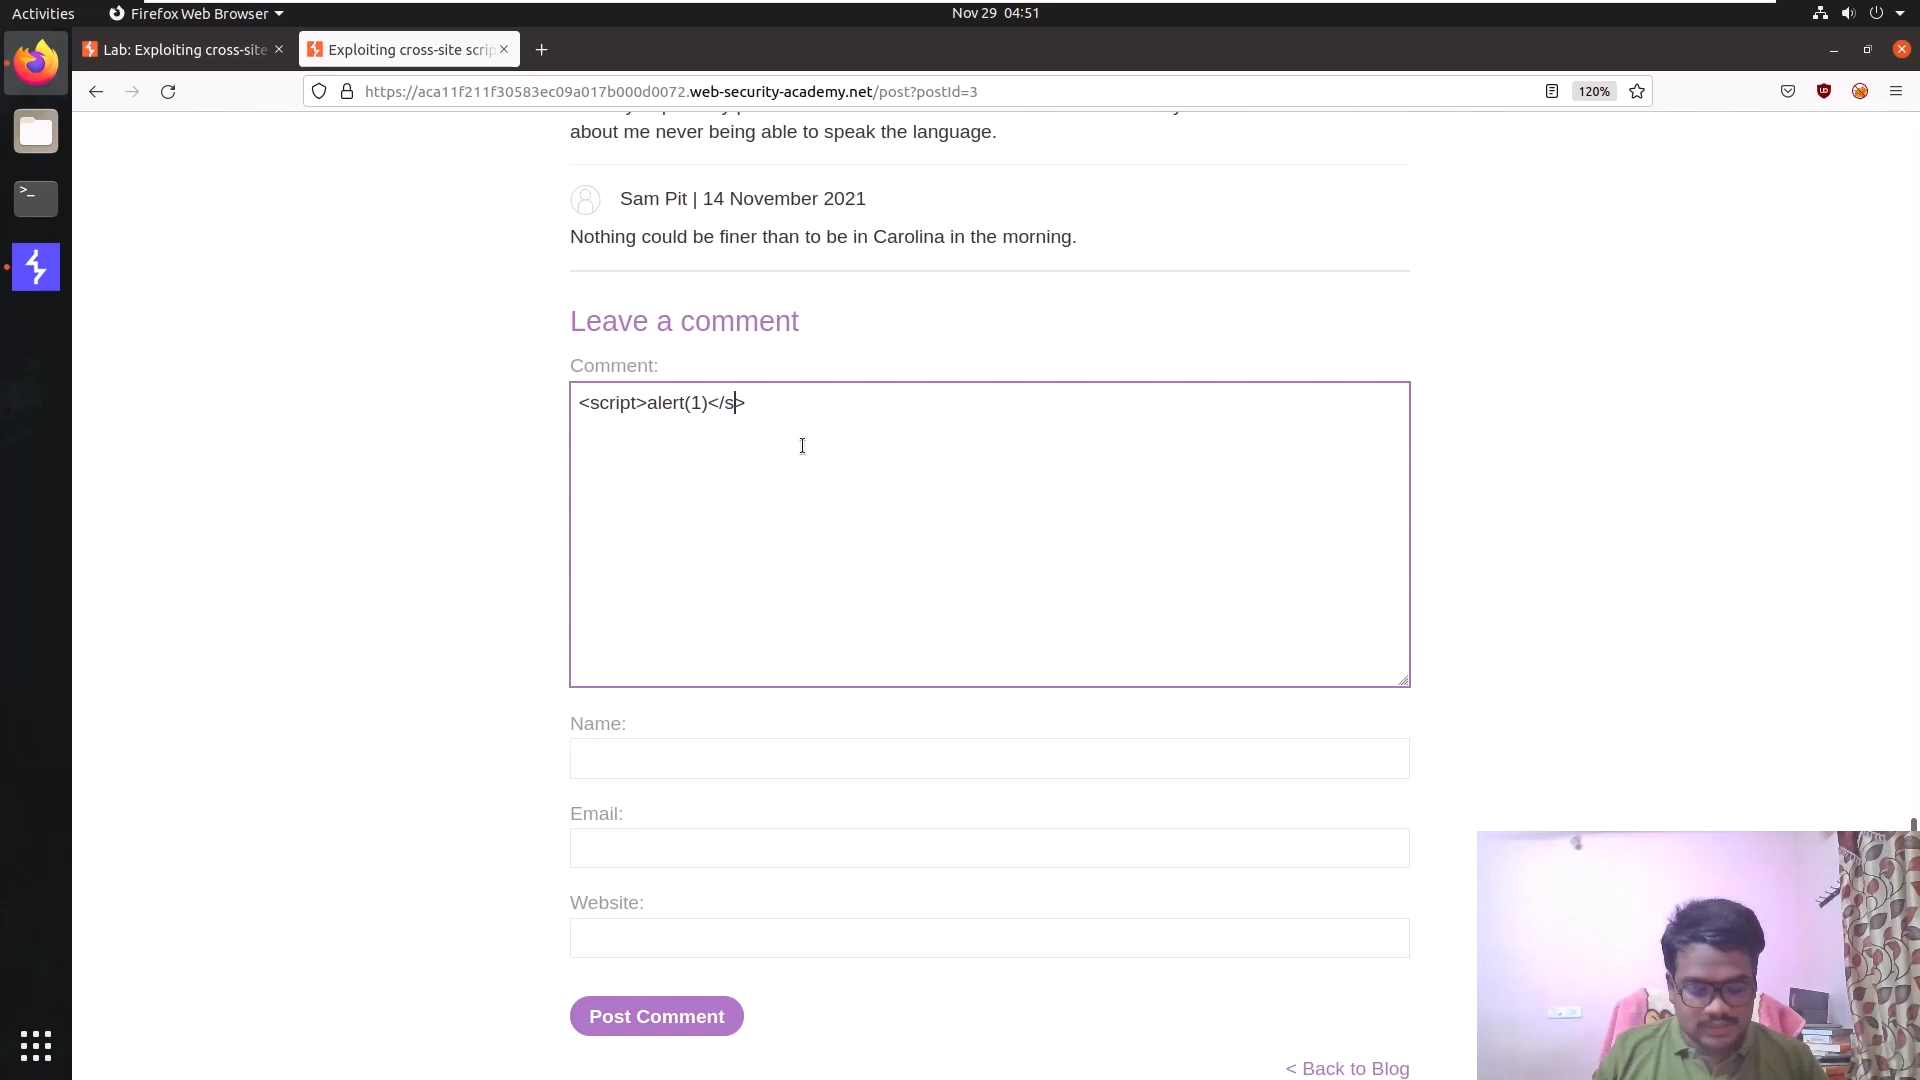 Activities
Firefox Web Browser
Nov 29 04:51
Lab: Exploiting cross-site
Exploiting cross-site scrip
https://aca11f211f30583ec09a017b000d0072.web-security-academy.net/post?postId=3
120%
about me never being able to speak the language.
Sam Pit | 14 November 2021
Nothing could be finer than to be in Carolina in the morning.
Leave a comment
Comment:
<script>alert(1)</s>
Name:
Email:
Website:
Post Comment
< Back to Blog